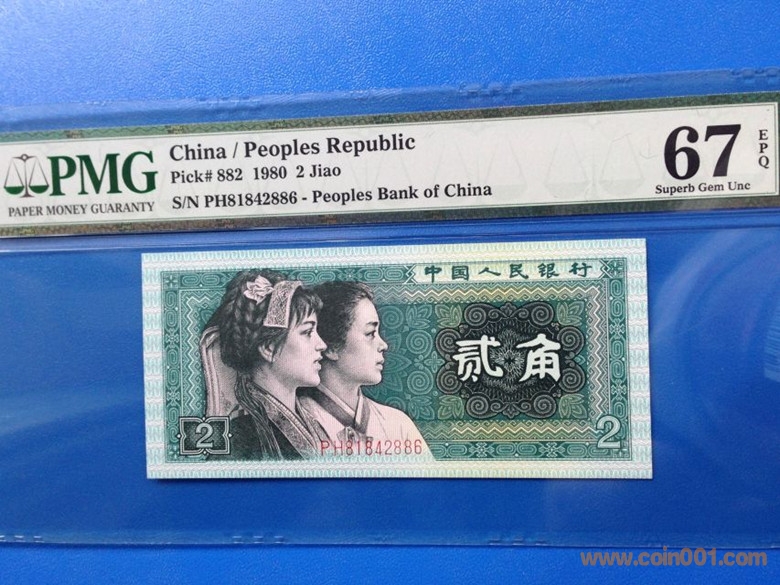 PMG
PAPER MONEY GUARANTY
China / Peoples Republic
Pick# 882 1980 2 Jiao
S/N PH81842886 - Peoples Bank of China
67 EPQ
Superb Gem Unc
中国人民银行
贰角
2
2
PH81842886
www.coin001.com